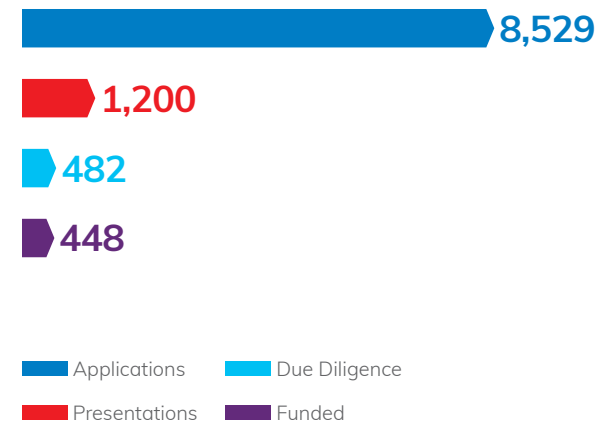 8,529
1,200
482
448
Applications Due Diligence
Presentations Funded